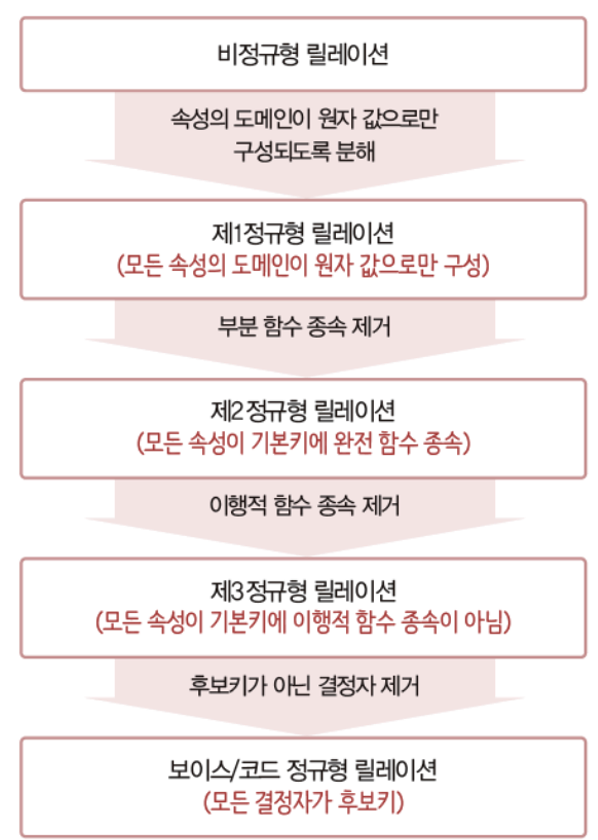 비정규형 릴레이션
속성의 도메인이 원자 값으로만
구성되도록 분해
제1정규형 릴레이션
(모든 속성의 도메인이 원자 값으로만 구성)
부분 함수 종속 제거
제2정규형 릴레이션
(모든 속성이 기본키에 완전 함수 종속)
이행적 함수 종속 제거
제3정규형 릴레이션
(모든 속성이 기본키에 이행적 함수 종속이 아님)
후보키가 아닌 결정자 제거
보이스/코드 정규형 릴레이션
(모든 결정자가 후보키)